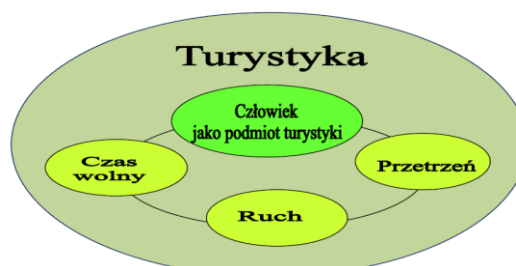 Turystyka
Człowiek
jako podmiot turystyki
Czas
wolny
Przetrzeń
Ruch